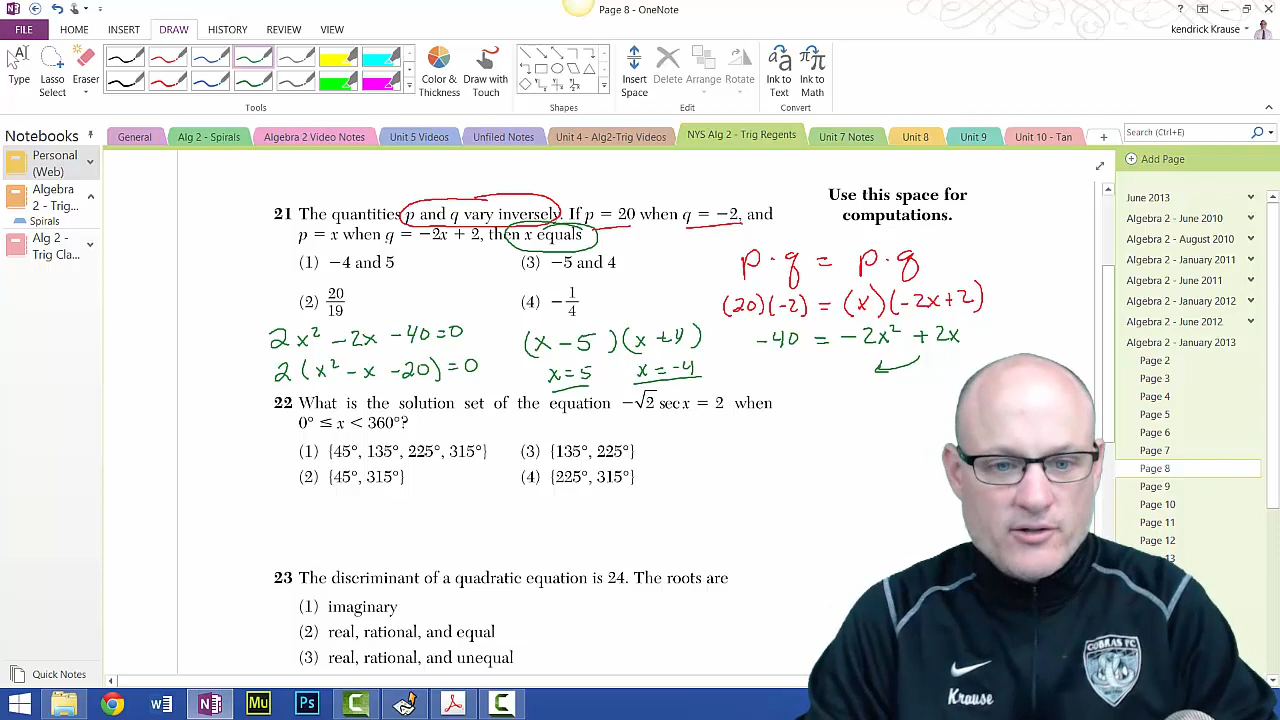 Page 8 - OneNote
FILE HOME INSERT DRAW HISTORY REVIEW VIEW
kendrick Krause
Type
Lasso Select
Eraser
Color & Thickness
Draw with Touch
Insert Space
Delete
Arrange
Rotate
Ink to Text
Ink to Math
Tools
Shapes
Edit
Convert
Notebooks
General
Alg 2 - Spirals
Algebra 2 Video Notes
Unit 5 Videos
Unfiled Notes
Unit 4 - Alg2-Trig Videos
NYS Alg 2 - Trig Regents
Unit 7 Notes
Unit 8
Unit 9
Unit 10 - Tan
Search (Ctrl+E)
Personal (Web)
Algebra 2 - Trig...
Spirals
Alg 2 - Trig Cla...
Quick Notes
21 The quantities p and q vary inversely. If p = 20 when q = −2, and
p = x when q = −2x + 2, then x equals
(1) −4 and 5
(3) −5 and 4
(2) 20/19
(4) −1/4
2x² − 2x − 40 = 0
2(x² − x − 20) = 0
(x − 5)(x + 4)
x = 5 x = −4
Use this space for
computations.
p · q = p · q
(20)(−2) = (x)(−2x+2)
−40 = −2x² + 2x
22 What is the solution set of the equation −√2 sec x = 2 when
0° ≤ x < 360°?
(1) {45°, 135°, 225°, 315°}
(3) {135°, 225°}
(2) {45°, 315°}
(4) {225°, 315°}
23 The discriminant of a quadratic equation is 24. The roots are
(1) imaginary
(2) real, rational, and equal
(3) real, rational, and unequal
Add Page
June 2013
Algebra 2 - June 2010
Algebra 2 - August 2010
Algebra 2 - January 2011
Algebra 2 - June 2011
Algebra 2 - January 2012
Algebra 2 - June 2012
Algebra 2 - January 2013
Page 2
Page 3
Page 4
Page 5
Page 6
Page 7
Page 8
Page 9
Page 10
Page 11
Page 12
COBRAS FC
Krause
Mu
Ps